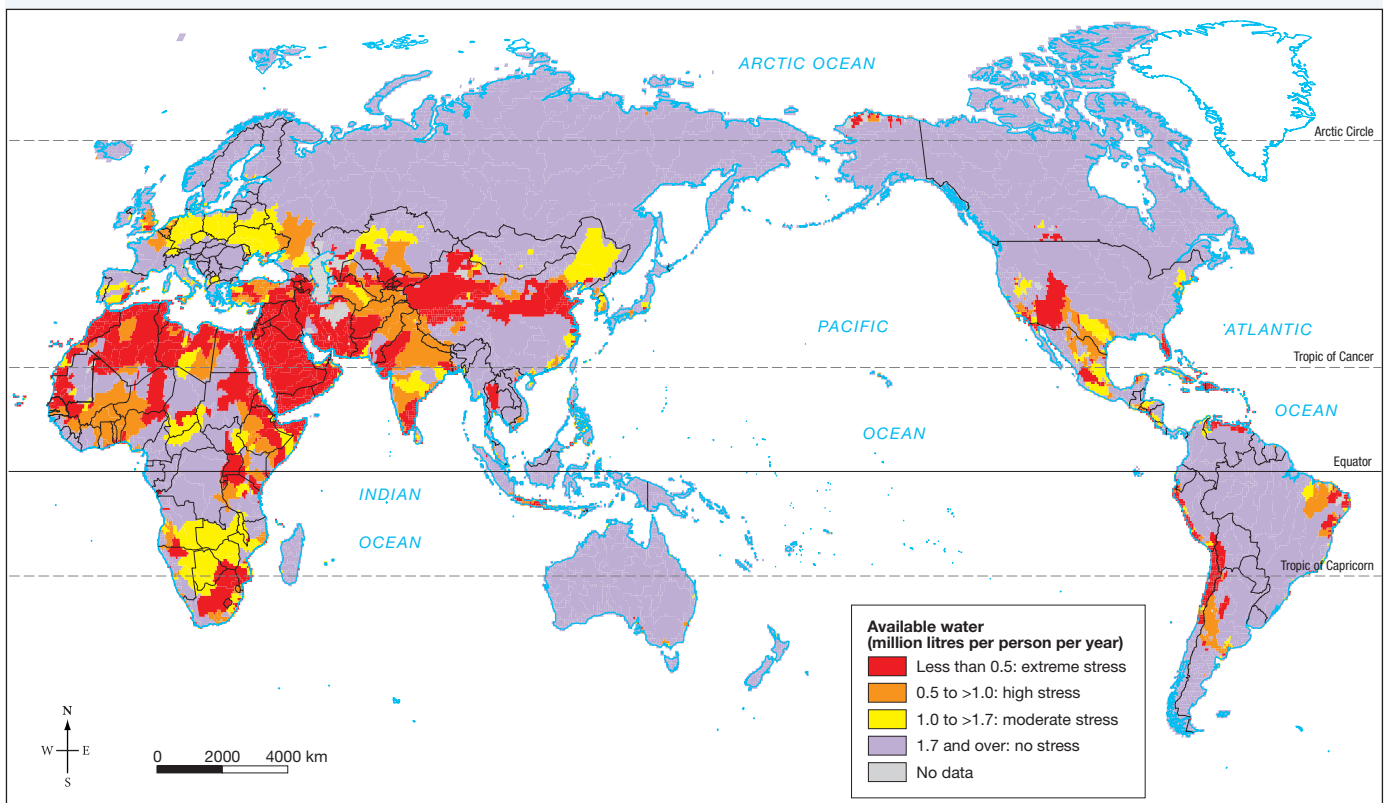 ARCTIC OCEAN
Arctic Circle
PACIFIC
ATLANTIC
Tropic of Cancer
OCEAN
OCEAN
Equator
INDIAN
OCEAN
Tropic of Capricorn
Available water
(million litres per person per year)
Less than 0.5: extreme stress
0.5 to >1.0: high stress
1.0 to >1.7: moderate stress
1.7 and over: no stress
No data
N
W E
S
0 2000 4000 km